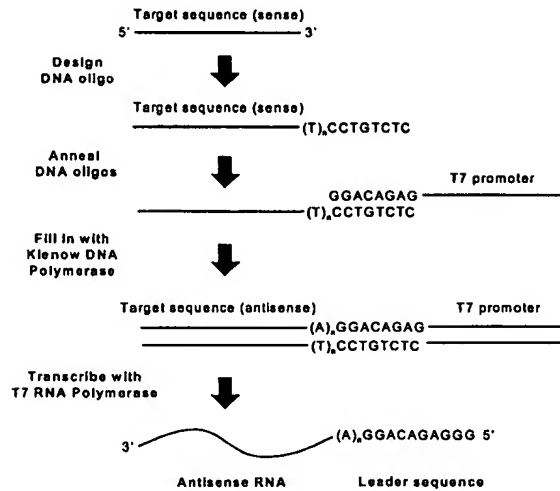 Target sequence (sense)
5' 3'
Design
DNA oligo
Target sequence (sense)
(T)nCCTGTCTC
Anneal
DNA oligos
T7 promoter
GGACAGAG
(T)nCCTGTCTC
Fill in with
Klenow DNA
Polymerase
Target sequence (antisense)
T7 promoter
(A)nGGACAGAG
(T)nCCTGTCTC
Transcribe with
T7 RNA Polymerase
3' (A)nGGACAGAGGG 5'
Antisense RNA Leader sequence